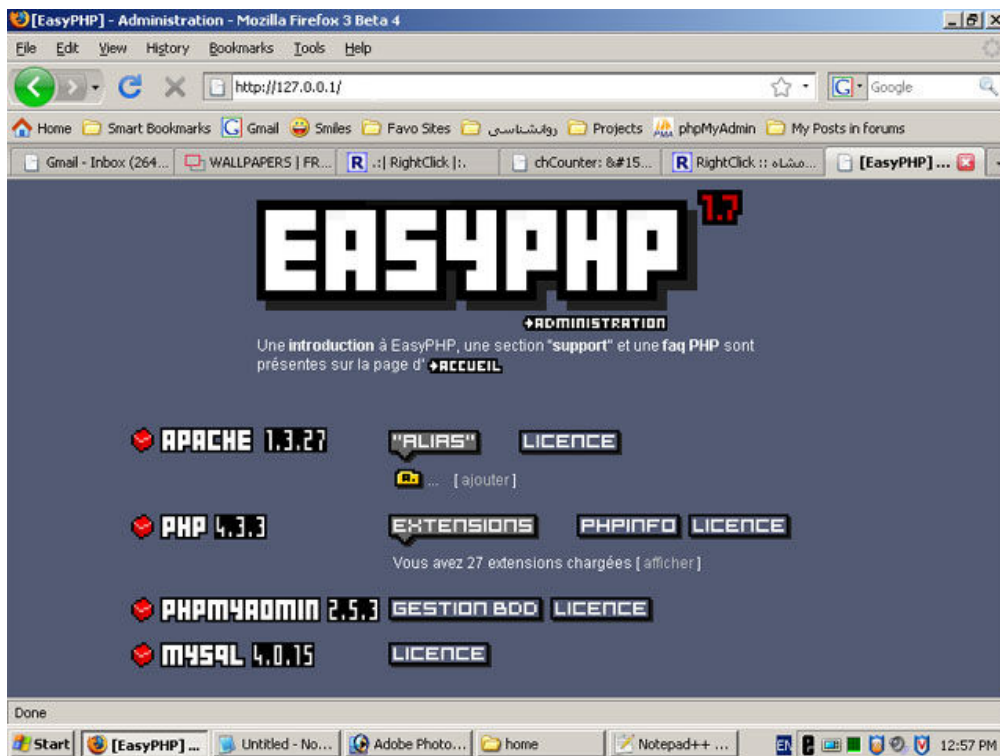 [EasyPHP] - Administration - Mozilla Firefox 3 Beta 4
File Edit View History Bookmarks Tools Help
http://127.0.0.1/ Google
Home Smart Bookmarks Gmail Smiles Favo Sites روانشناسی Projects phpMyAdmin My Posts in forums
Gmail - Inbox (264... WALLPAPERS | FR... .:| RightClick |:. chCounter: &#15... RightClick :: مشاه... [EasyPHP] ...
EASYPHP 1.7
ADMINISTRATION
Une introduction à EasyPHP, une section "support" et une faq PHP sont
présentes sur la page d' ACCUEIL
APACHE 1.3.27 "ALIAS" LICENCE
... [ ajouter ]
PHP 4.3.3 EXTENSIONS PHPINFO LICENCE
Vous avez 27 extensions chargées [ afficher ]
PHPMYADMIN 2.5.3 GESTION BDD LICENCE
MYSQL 4.0.15 LICENCE
Done
Start [EasyPHP] ... Untitled - No... Adobe Photo... home Notepad++ ... EN 12:57 PM